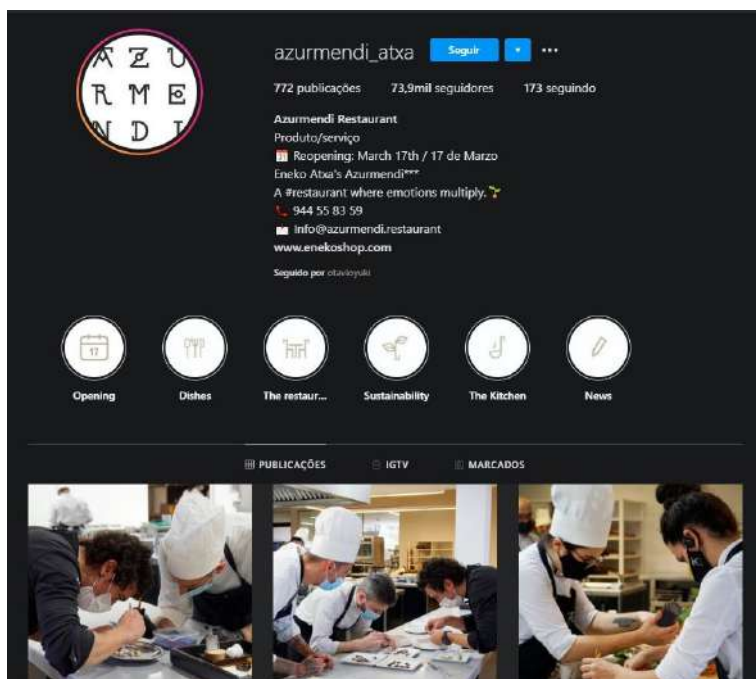 AZU
RME
NDI
azurmendi_atxa Seguir ...
772 publicações 73,9mil seguidores 173 seguindo
Azurmendi Restaurant
Produto/serviço
Reopening: March 17th / 17 de Marzo
Eneko Atxa's Azurmendi***
A #restaurant where emotions multiply.
944 55 83 59
Info@azurmendi.restaurant
www.enekoshop.com
Seguido por otavioyuki
17
Opening Dishes The restaur... Sustainability The Kitchen News
PUBLICAÇÕES IGTV MARCADOS